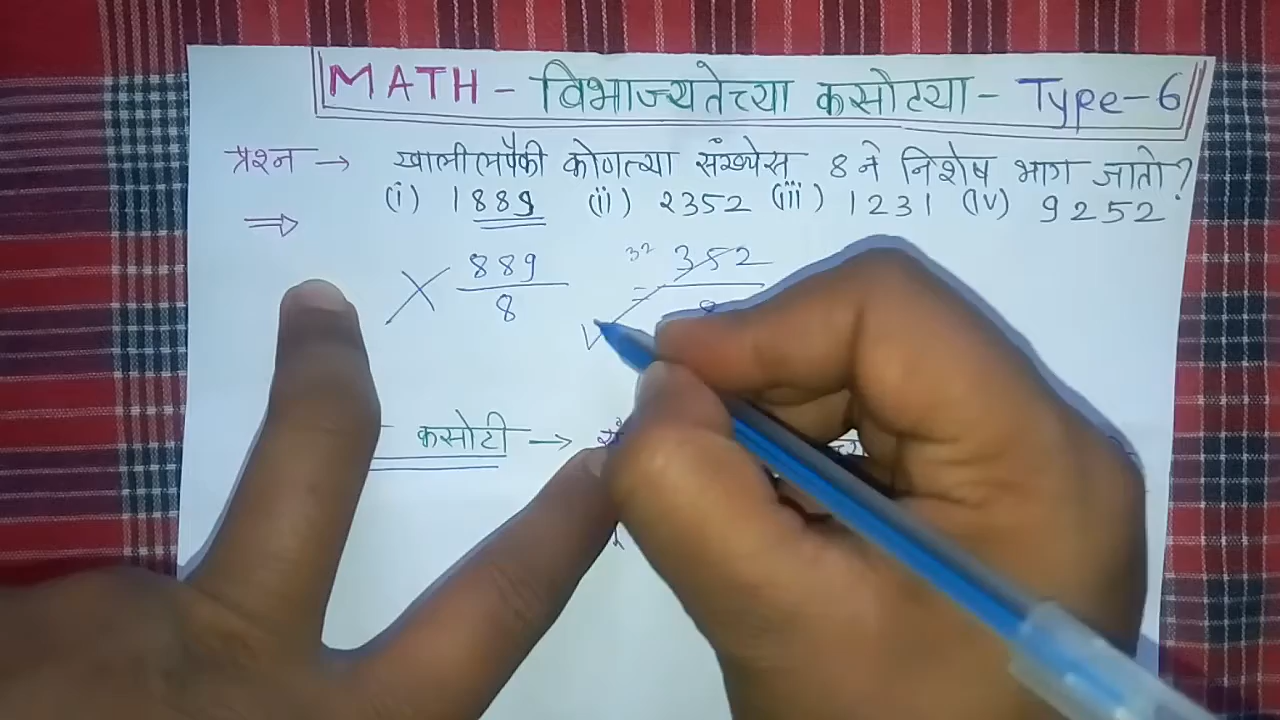 MATH - विभाज्यतेच्या कसोट्या - Type-6
प्रश्न → खालीलपैकी कोणत्या संख्येस 8 ने निशेष भाग जातो?
(i) 1889 (ii) 2352 (iii) 1231 (iv) 9252
⇒
889 32 352
8 = 8
कसोटी →